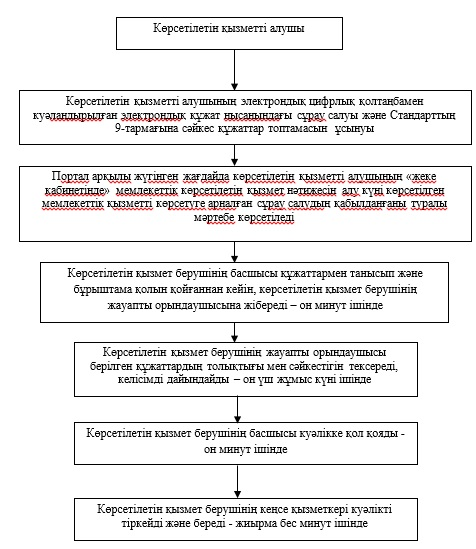 Көрсетілетін қызметті алушы
Көрсетілетін қызметті алушының электрондық цифрлық қолтаңбамен
куәландырылған электрондық құжат нысанындағы сұрау салуы және Стандарттың
9-тармағына сәйкес құжаттар топтамасын ұсынуы
Портал арқылы жүгінген жағдайда көрсетілетін қызметті алушының «жеке
кабинетінде» мемлекеттік көрсетілетін қызмет нәтижесін алу күні көрсетілген
мемлекеттік қызметті көрсетуге арналған сұрау салудың қабылданғаны туралы
мәртебе көрсетіледі
Көрсетілетін қызмет берушінің басшысы құжаттармен танысып және
бұрыштама қолын қойғаннан кейін, көрсетілетін қызмет берушінің
жауапты орындаушысына жібереді – он минут ішінде
Көрсетілетін қызмет берушінің жауапты орындаушысы
берілген құжаттардың толықтығы мен сәйкестігін тексереді,
келісімді дайындайды – он үш жұмыс күні ішінде
Көрсетілетін қызмет берушінің басшысы куәлікке қол қояды -
он минут ішінде
Көрсетілетін қызмет берушінің кеңсе қызметкері куәлікті
тіркейді және береді - жиырма бес минут ішінде